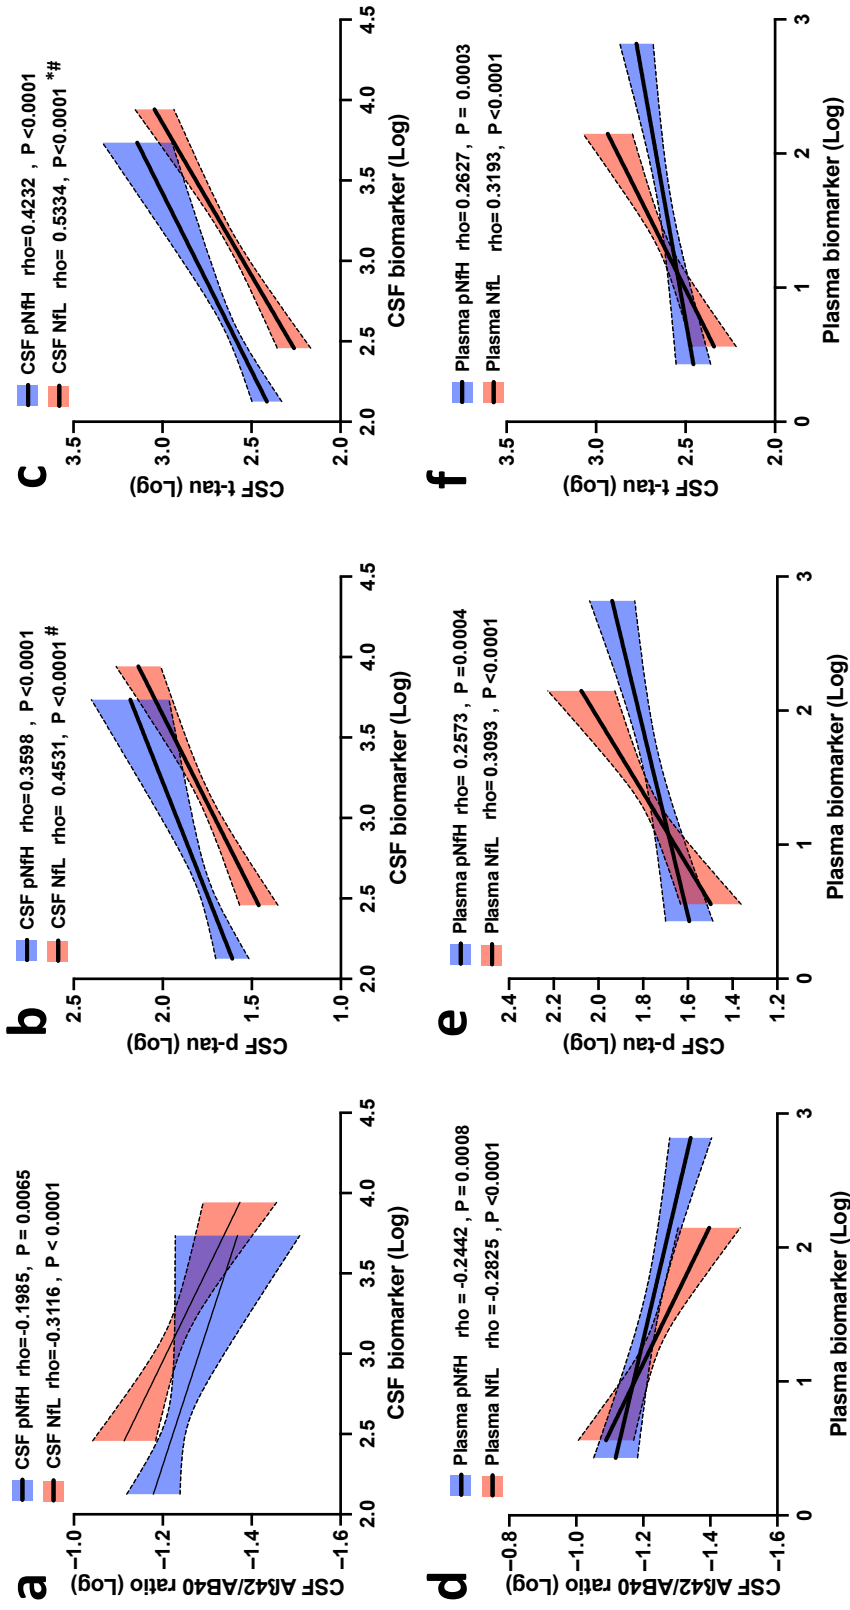 a
CSF pNfH rho=-0.1985, P = 0.0065
CSF NfL rho=-0.3116 , P < 0.0001
CSF Aß42/AB40 ratio (Log)
−1.0
−1.2
−1.4
−1.6
2.0 2.5 3.0 3.5 4.0 4.5
CSF biomarker (Log)
b
CSF pNfH rho=0.3598 , P<0.0001
CSF NfL rho= 0.4531, P <0.0001 #
CSF p-tau (Log)
2.5
2.0
1.5
1.0
2.0 2.5 3.0 3.5 4.0 4.5
CSF biomarker (Log)
c
CSF pNfH rho=0.4232 , P<0.0001
CSF NfL rho= 0.5334, P<0.0001 *#
CSF t-tau (Log)
3.5
3.0
2.5
2.0
2.0 2.5 3.0 3.5 4.0 4.5
CSF biomarker (Log)
d
Plasma pNfH rho = -0.2442 , P = 0.0008
Plasma NfL rho = -0.2825 , P <0.0001
CSF Aß42/AB40 ratio (Log)
−0.8
−1.0
−1.2
−1.4
−1.6
0 1 2 3
Plasma biomarker (Log)
e
Plasma pNfH rho= 0.2573, P =0.0004
Plasma NfL rho=0.3093 , P<0.0001
CSF p-tau (Log)
2.4
2.2
2.0
1.8
1.6
1.4
1.2
0 1 2 3
Plasma biomarker (Log)
f
Plasma pNfH rho=0.2627, P = 0.0003
Plasma NfL rho=0.3193, P<0.0001
CSF t-tau (Log)
3.5
3.0
2.5
2.0
0 1 2 3
Plasma biomarker (Log)